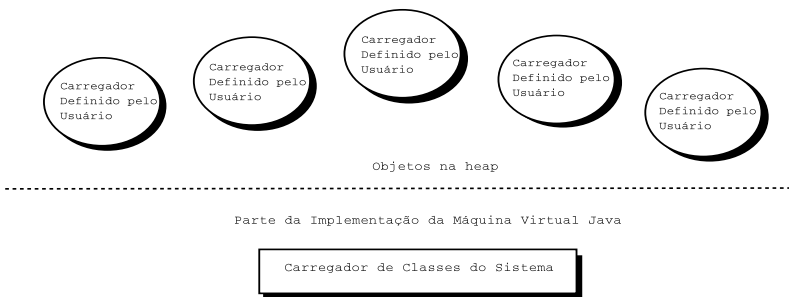 Carregador
Definido pelo
Usuário
Carregador
Definido pelo
Usuário
Carregador
Definido pelo
Usuário
Carregador
Definido pelo
Usuário
Carregador
Definido pelo
Usuário
Objetos na heap
Parte da Implementação da Máquina Virtual Java
Carregador de Classes do Sistema